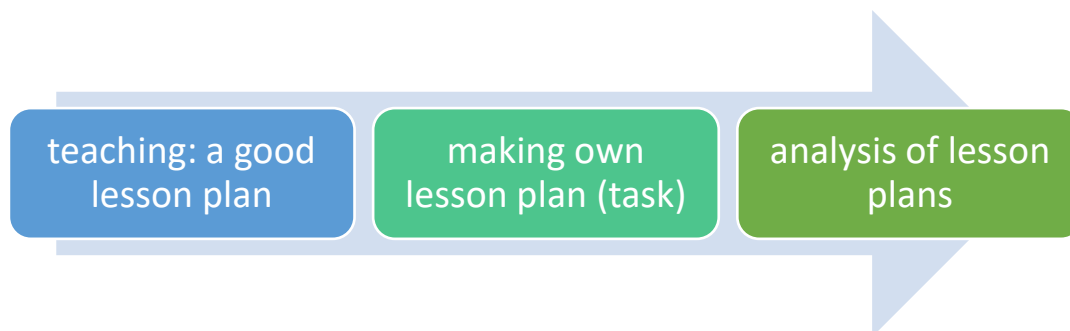 teaching: a good
lesson plan
making own
lesson plan (task)
analysis of lesson
plans